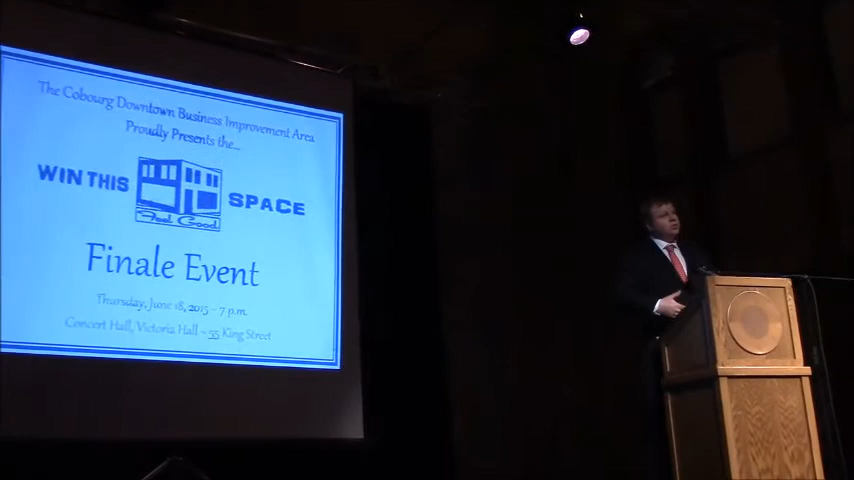 The Cobourg Downtown Business Improvement Area
Proudly Presents the...
WIN THIS SPACE
Feel Good
Finale Event
Thursday, June 18, 2015 ~ 7 p.m.
Concert Hall, Victoria Hall ~ 55 King Street